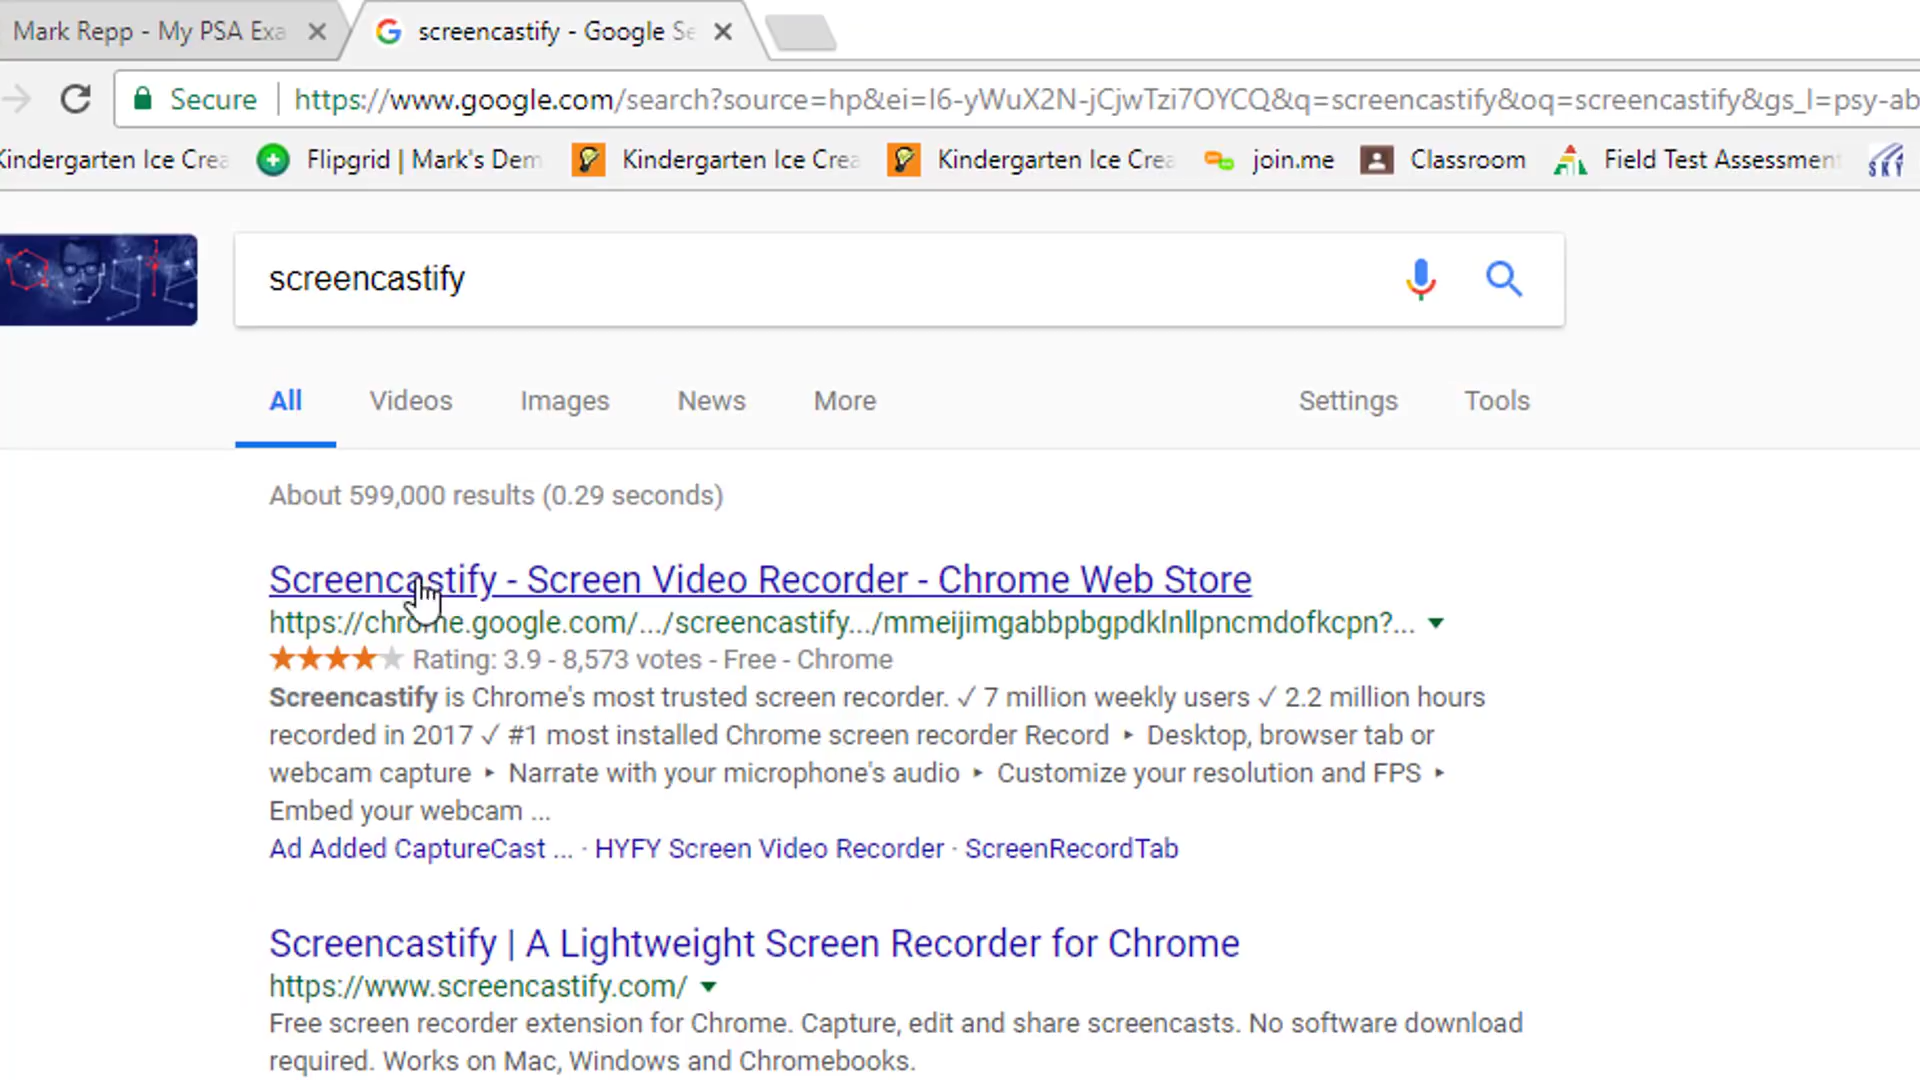 Mark Repp - My PSA Exa
screencastify - Google Se
Secure
https://www.google.com/search?source=hp&ei=I6-yWuX2N-jCjwTzi7OYCQ&q=screencastify&oq=screencastify&gs_l=psy-ab
Kindergarten Ice Crea Flipgrid | Mark's Dem Kindergarten Ice Crea Kindergarten Ice Crea join.me Classroom Field Test Assessment SKY
screencastify
All Videos Images News More Settings Tools
About 599,000 results (0.29 seconds)
Screencastify - Screen Video Recorder - Chrome Web Store
https://chrome.google.com/.../screencastify.../mmeijimgabbpbgpdklnllpncmdofkcpn?...
Rating: 3.9 - 8,573 votes - Free - Chrome
Screencastify is Chrome's most trusted screen recorder. ✓ 7 million weekly users ✓ 2.2 million hours
recorded in 2017 ✓ #1 most installed Chrome screen recorder Record ‣ Desktop, browser tab or
webcam capture ‣ Narrate with your microphone's audio ‣ Customize your resolution and FPS ‣
Embed your webcam ...
Ad Added CaptureCast ... · HYFY Screen Video Recorder · ScreenRecordTab
Screencastify | A Lightweight Screen Recorder for Chrome
https://www.screencastify.com/
Free screen recorder extension for Chrome. Capture, edit and share screencasts. No software download
required. Works on Mac, Windows and Chromebooks.